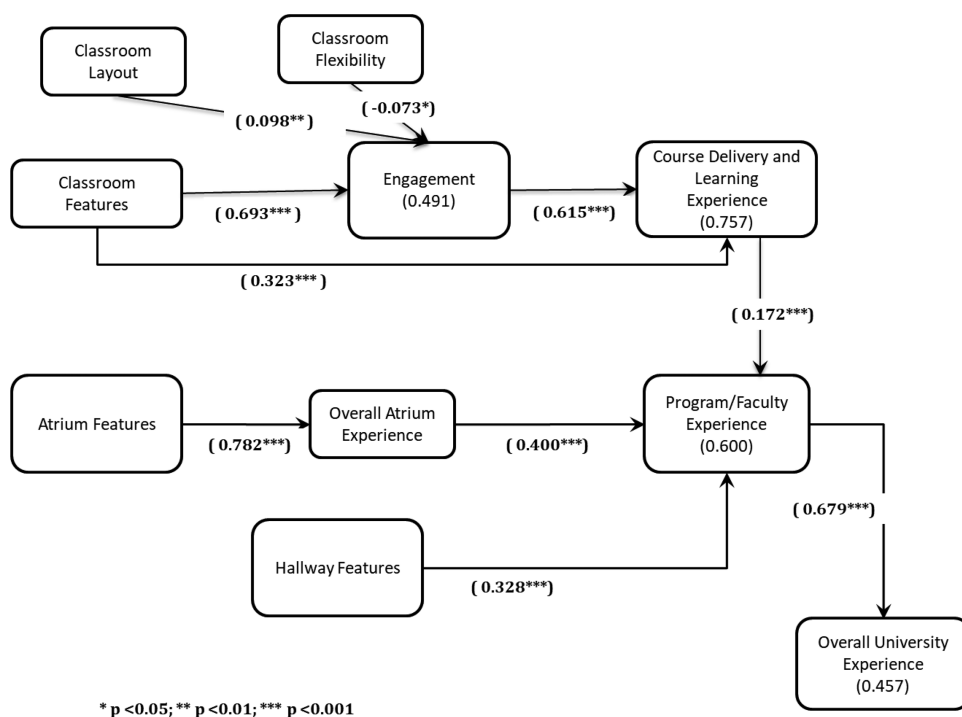 Classroom
Layout
Classroom
Flexibility
( 0.098**)
( -0.073*)
Classroom
Features
Engagement
(0.491)
Course Delivery and
Learning
Experience
(0.757)
( 0.693***)
( 0.615***)
( 0.323***)
( 0.172***)
Atrium Features
Overall Atrium
Experience
Program/Faculty
Experience
(0.600)
( 0.782***)
( 0.400***)
( 0.679***)
Hallway Features
( 0.328***)
Overall University
Experience
(0.457)
* p <0.05; ** p <0.01; *** p <0.001